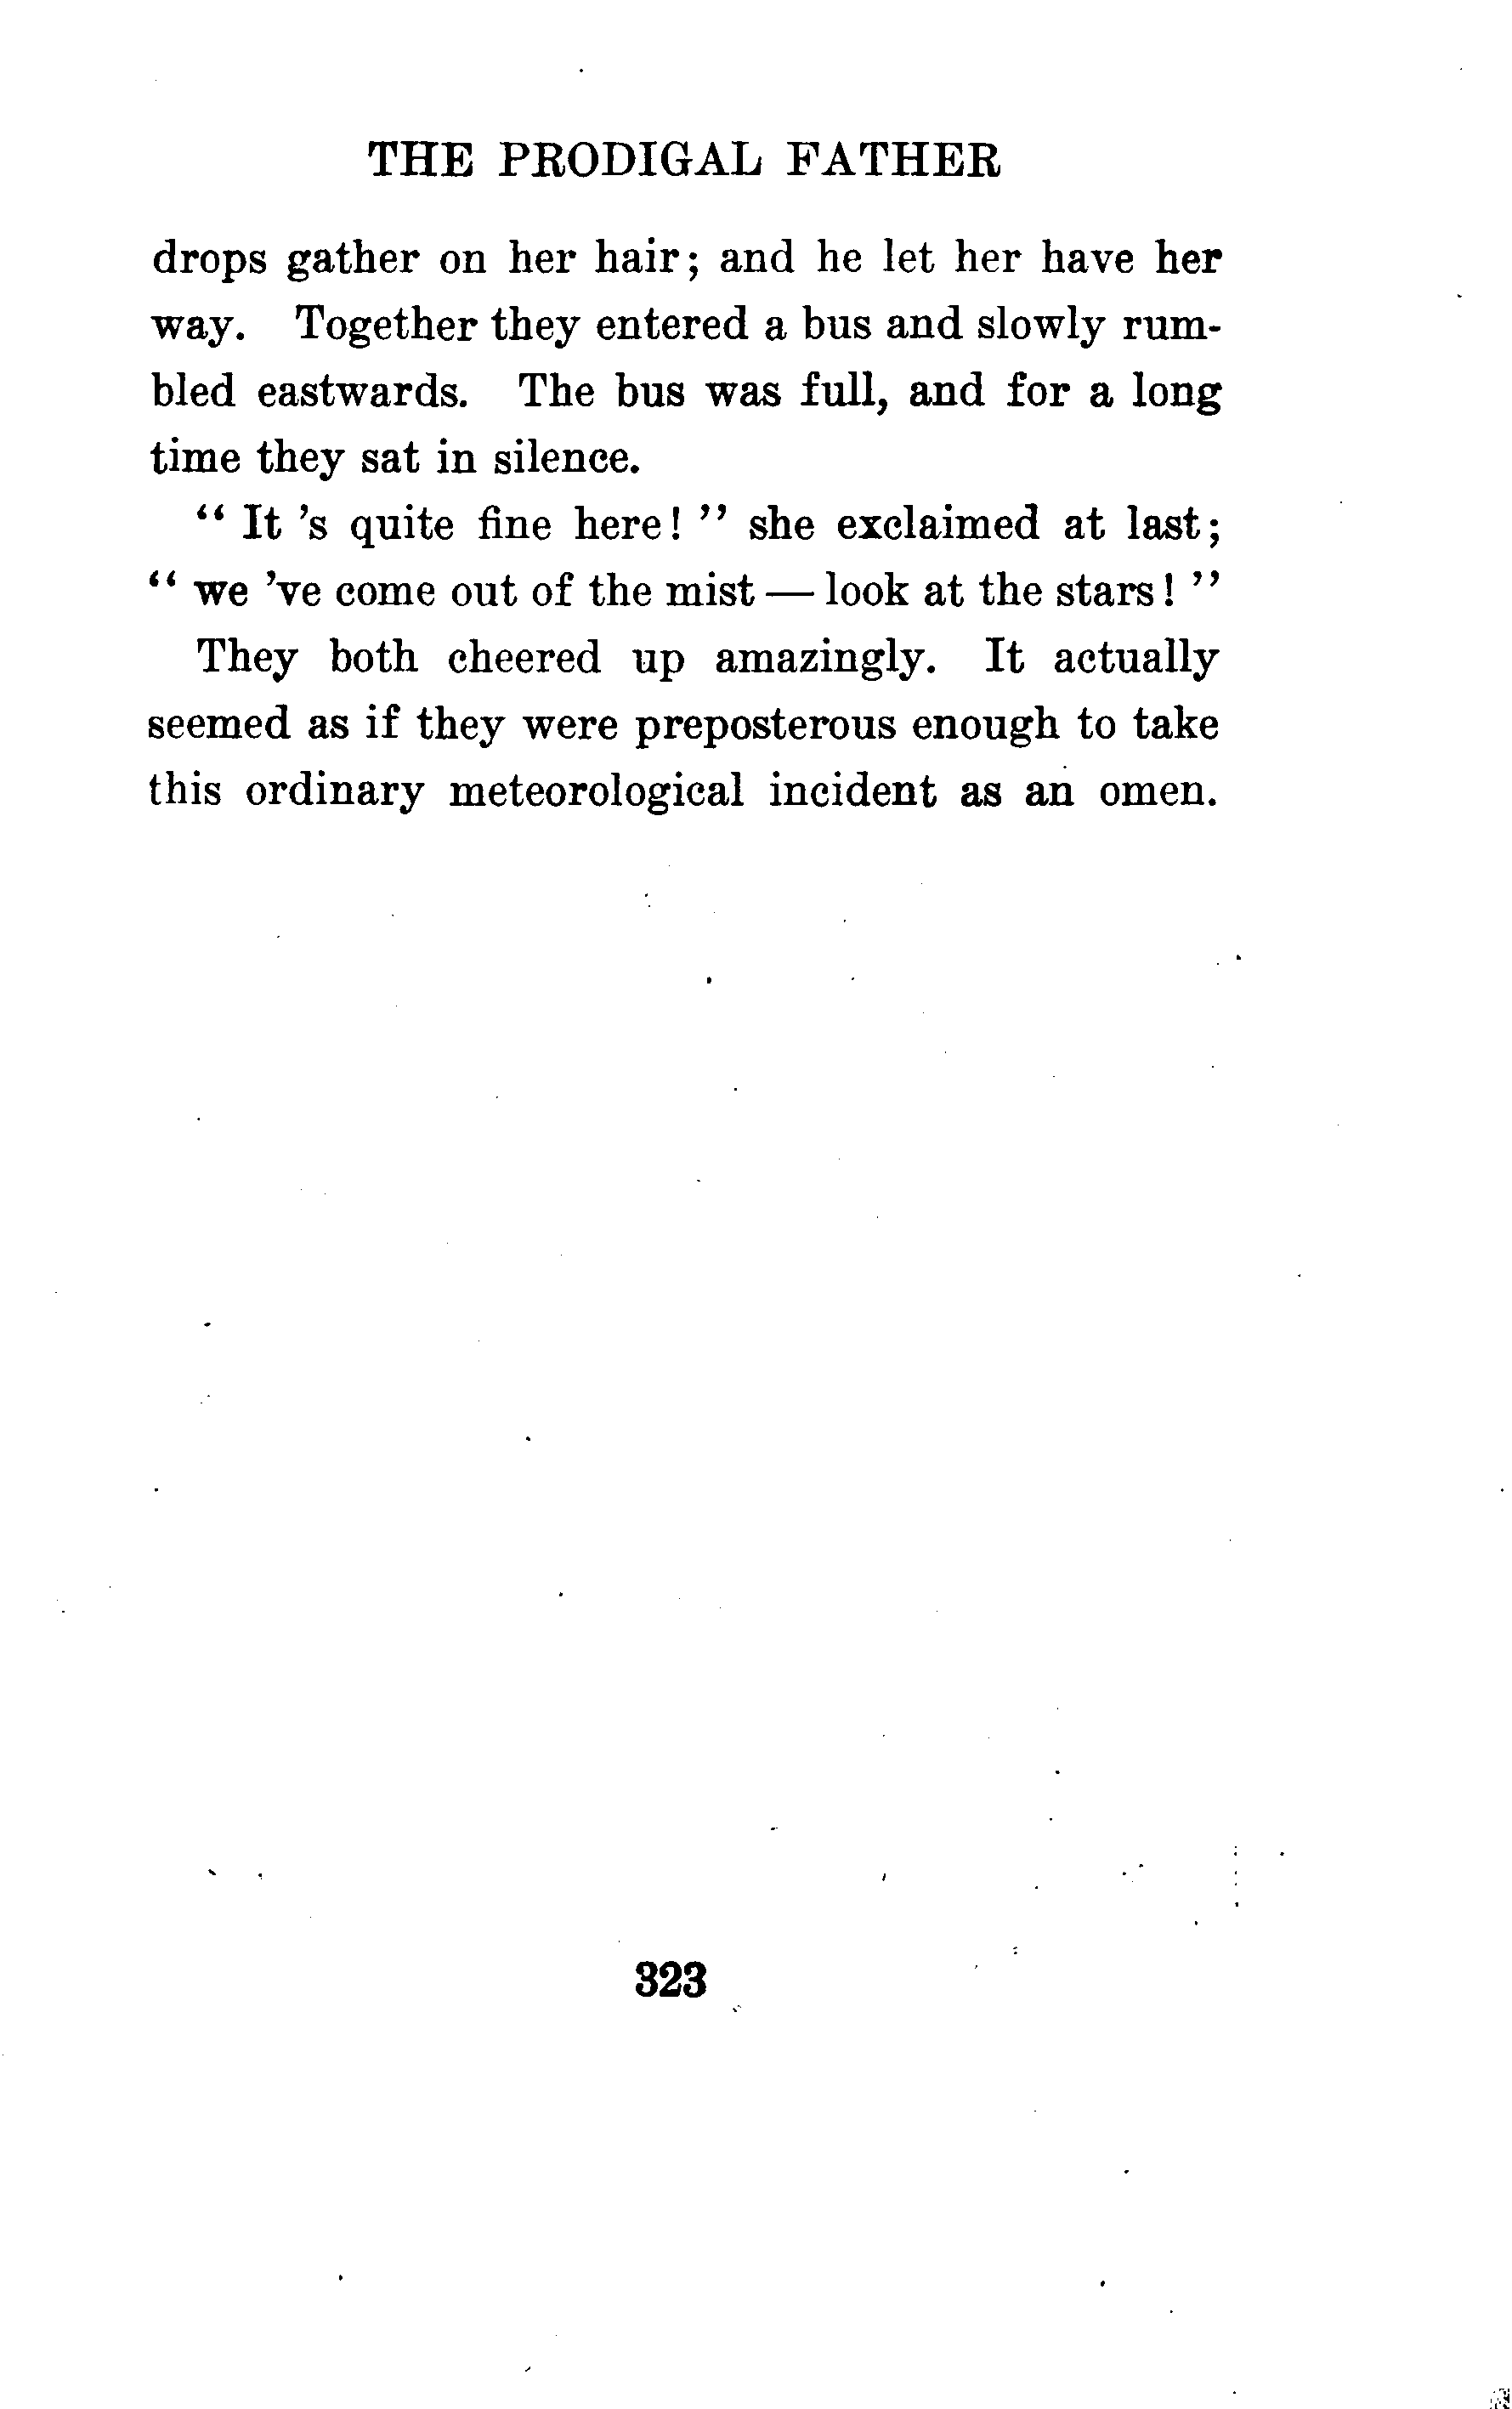 THE PRODIGAL FATHER
drops gather on her hair; and he let her have her
way. Together they entered a bus and slowly rum-
bled eastwards. The bus was full, and for a long
time they sat in silence.
“ It 's quite fine here! ” she exclaimed at last;
“ we 've come out of the mist — look at the stars! ”
They both cheered up amazingly. It actually
seemed as if they were preposterous enough to take
this ordinary meteorological incident as an omen.
323